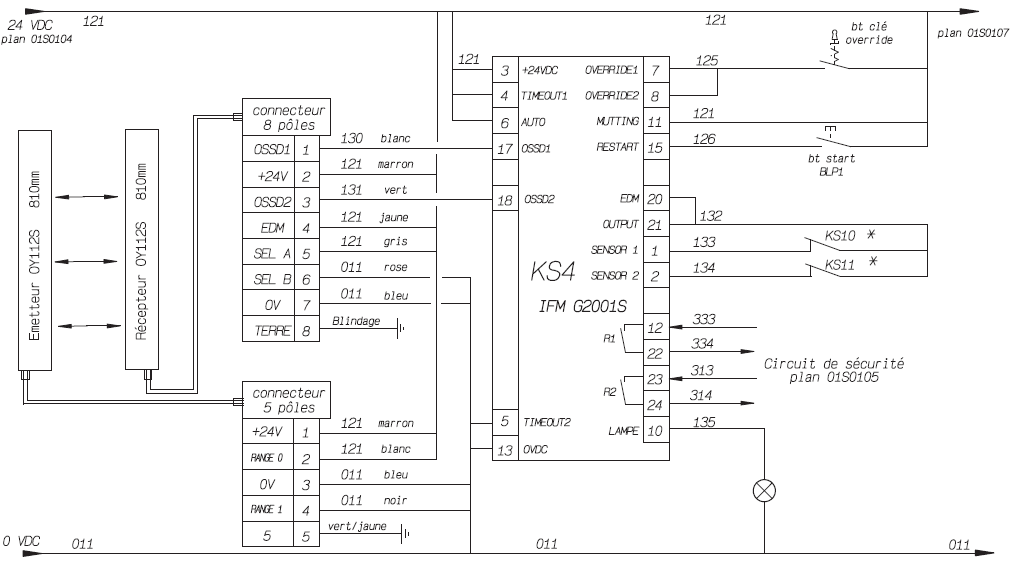 24 VDC
plan 01S0104
121
121
plan 01S0107
bt clé
override
121
3 +24VDC OVERRIDE1 7 125
4 TIMEOUT1 OVERRIDE2 8
6 AUTO MUTTING 11 121
17 OSSD1 RESTART 15 126
bt start
BLP1
18 OSSD2 EDM 20
OUTPUT 21 132
SENSOR 1 1 133 KS10 *
SENSOR 2 2 134 KS11 *
KS4
IFM G2001S
R1 12 333
22 334
R2 23 313
24 314
Circuit de sécurité
plan 01S0105
5 TIMEOUT2
LAMPE 10 135
13 OVDC
Emetteur OY112S 810mm
Récepteur OY112S 810mm
connecteur
8 pôles
OSSD1 1 130 blanc
+24V 2 121 marron
OSSD2 3 131 vert
EDM 4 121 jaune
SEL A 5 121 gris
SEL B 6 011 rose
0V 7 011 bleu
TERRE 8 Blindage
connecteur
5 pôles
+24V 1 121 marron
RANGE 0 2 121 blanc
0V 3 011 bleu
RANGE 1 4 011 noir
5 5 vert/jaune
0 VDC
011
011
011